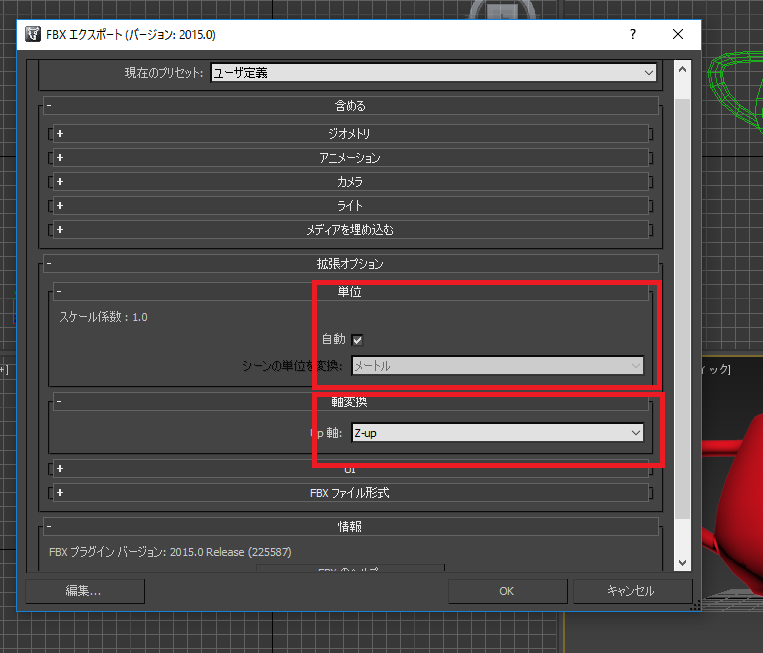 FBX エクスポート (バージョン: 2015.0)
?
現在のプリセット: ユーザ定義
- 含める
+ ジオメトリ
+ アニメーション
+ カメラ
+ ライト
+ メディアを埋め込む
- 拡張オプション
- 単位
スケール係数 : 1.0
自動
シーンの単位を変換: メートル
- 軸変換
Up 軸: Z-up
+ UI
+ FBX ファイル形式
- 情報
FBX プラグイン バージョン: 2015.0 Release (225587)
FBX のヘルプ
編集... OK キャンセル
+]
ィック]